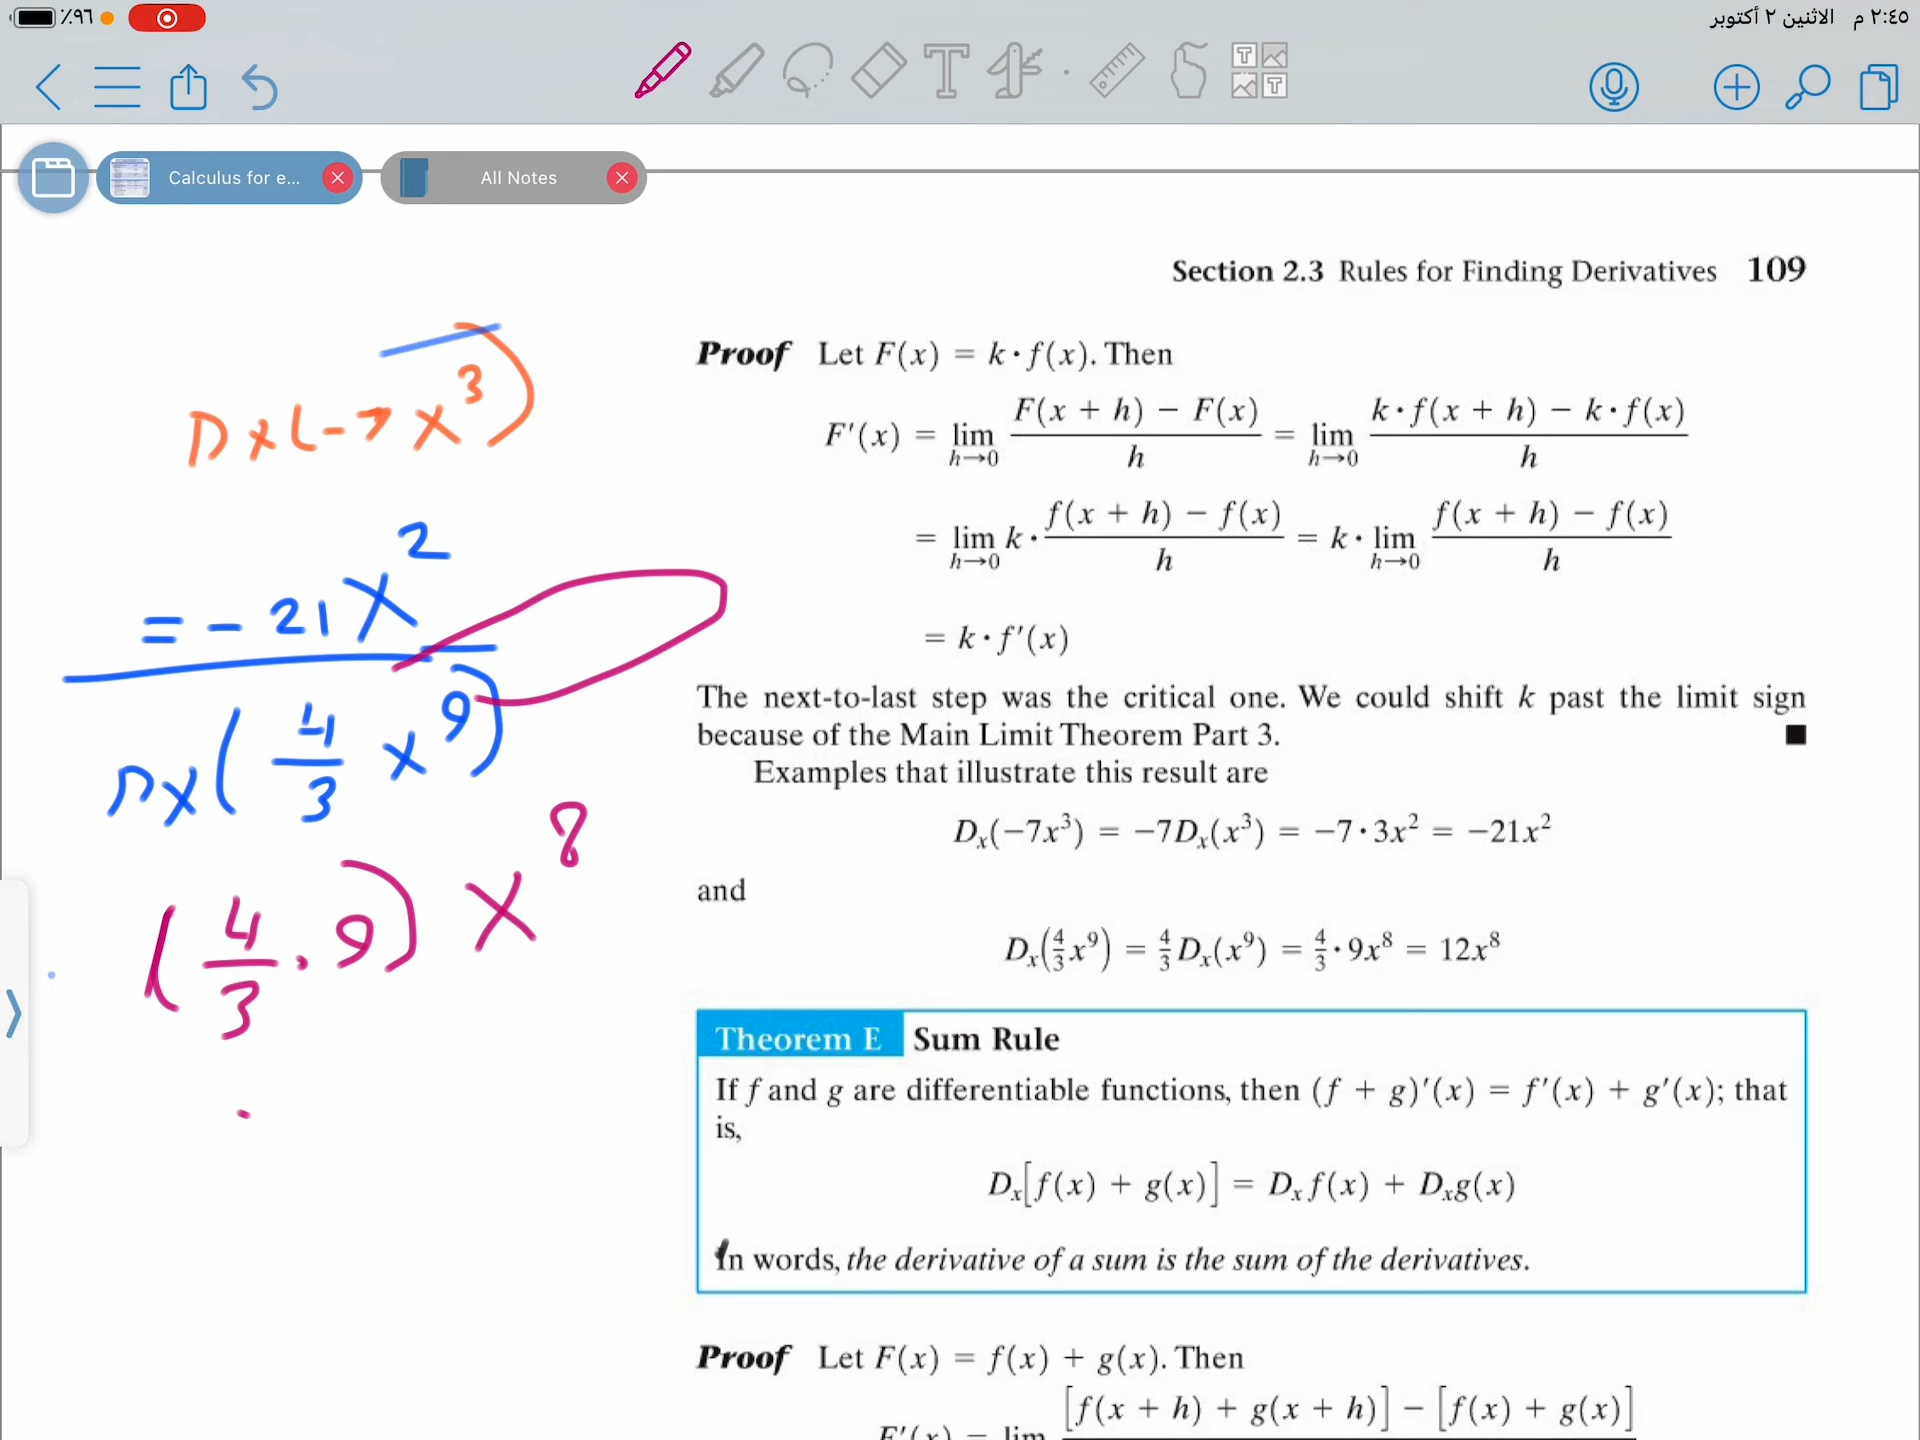 ٪٩٦
٢:٤٥ م الاثنين ٢ أكتوبر
Calculus for e...
All Notes
Section 2.3 Rules for Finding Derivatives 109
Dx(-7x³)
= -21x²
Dx(4/3 x⁹)
(4/3 . 9) x⁸
Proof Let F(x) = k · f(x). Then
F′(x) = lim h→0 (F(x + h) − F(x))/h = lim h→0 (k · f(x + h) − k · f(x))/h
= lim h→0 k · (f(x + h) − f(x))/h = k · lim h→0 (f(x + h) − f(x))/h
= k · f′(x)
The next-to-last step was the critical one. We could shift k past the limit sign
because of the Main Limit Theorem Part 3. ■
Examples that illustrate this result are
Dₓ(−7x³) = −7Dₓ(x³) = −7 · 3x² = −21x²
and
Dₓ(4/3 x⁹) = 4/3 Dₓ(x⁹) = 4/3 · 9x⁸ = 12x⁸
Theorem E Sum Rule
If f and g are differentiable functions, then (f + g)′(x) = f′(x) + g′(x); that
is,
Dₓ[f(x) + g(x)] = Dₓ f(x) + Dₓg(x)
In words, the derivative of a sum is the sum of the derivatives.
Proof Let F(x) = f(x) + g(x). Then
F′(x) = lim [f(x + h) + g(x + h)] − [f(x) + g(x)]